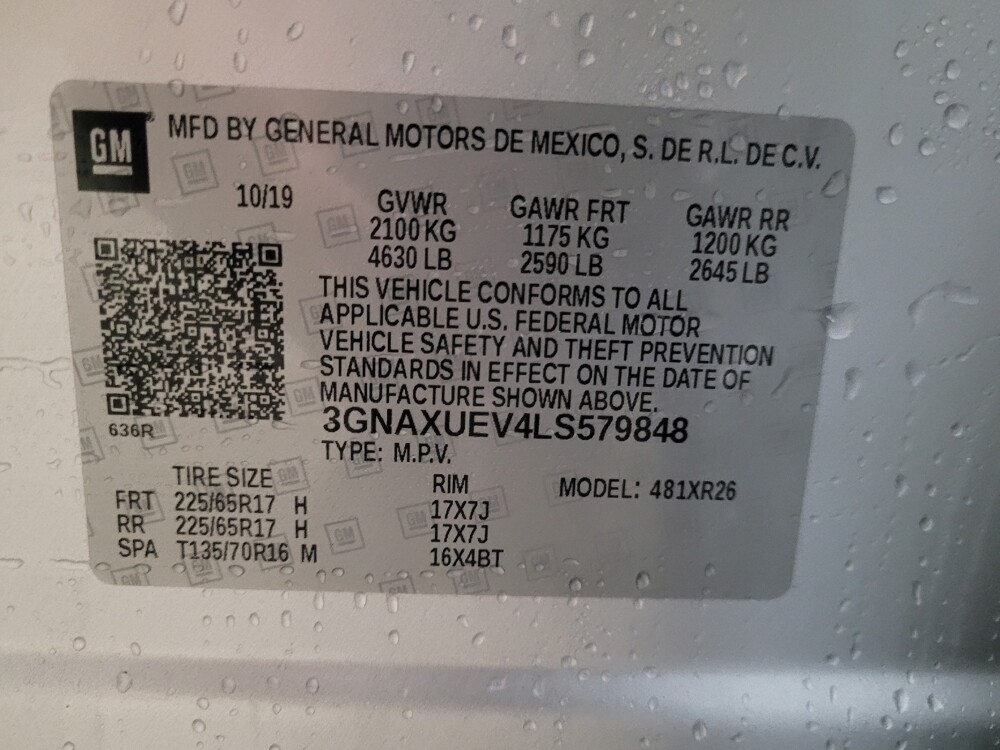 GM
MFD BY GENERAL MOTORS DE MEXICO, S. DE R.L. DE C.V.
10/19 GVWR GAWR FRT GAWR RR
2100 KG 1175 KG 1200 KG
4630 LB 2590 LB 2645 LB
THIS VEHICLE CONFORMS TO ALL
APPLICABLE U.S. FEDERAL MOTOR
VEHICLE SAFETY AND THEFT PREVENTION
STANDARDS IN EFFECT ON THE DATE OF
MANUFACTURE SHOWN ABOVE.
636R 3GNAXUEV4LS579848
TYPE: M.P.V.
TIRE SIZE RIM MODEL: 481XR26
FRT 225/65R17 H 17X7J
RR 225/65R17 H 17X7J
SPA T135/70R16 M 16X4BT